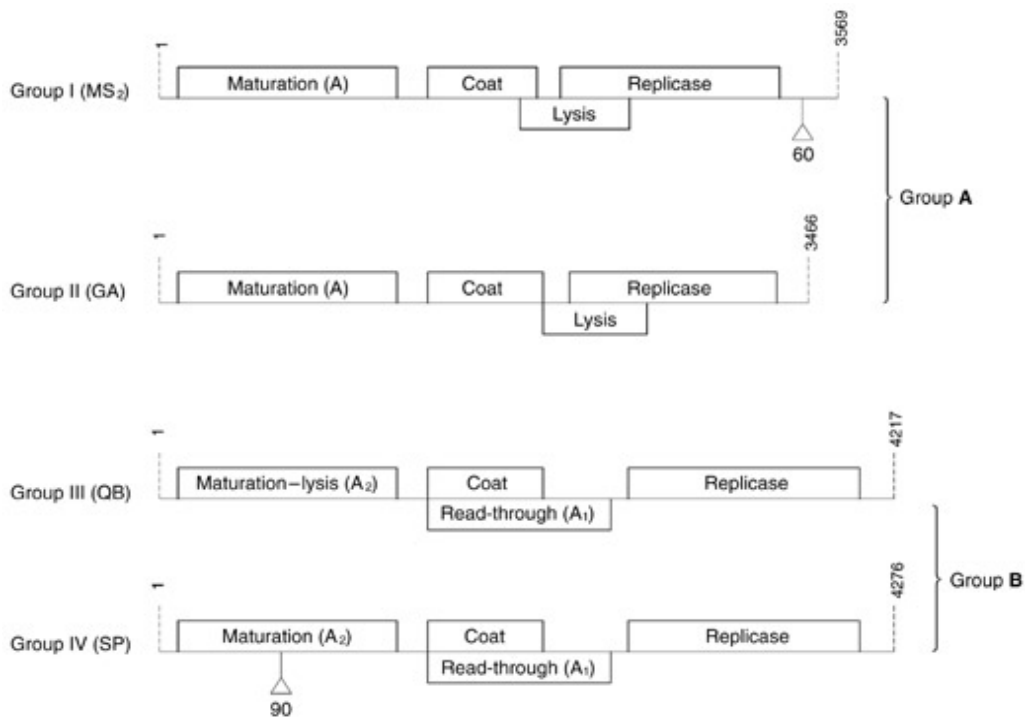 1
3569
Group I (MS₂)
Maturation (A)
Coat
Replicase
Lysis
60
Group A
1
3466
Group II (GA)
Maturation (A)
Coat
Replicase
Lysis
1
4217
Group III (QB)
Maturation–lysis (A₂)
Coat
Replicase
Read-through (A₁)
Group B
1
4276
Group IV (SP)
Maturation (A₂)
Coat
Replicase
Read-through (A₁)
90